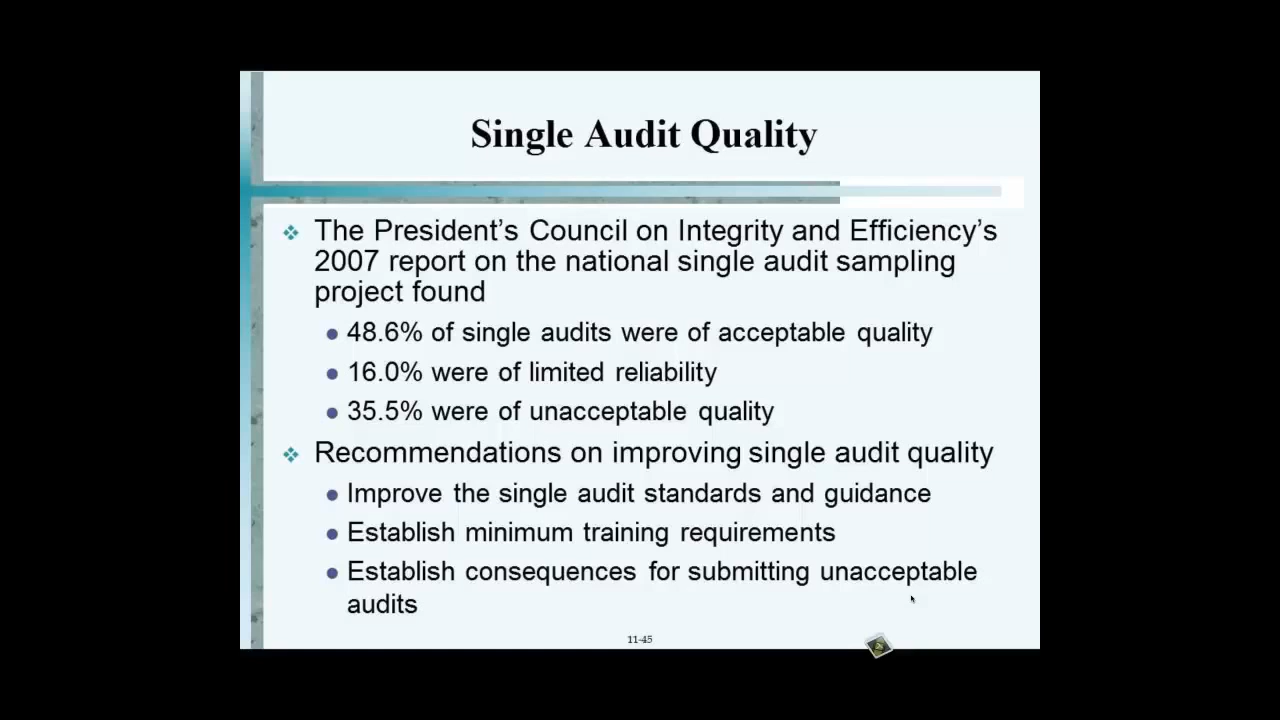 Single Audit Quality
The President's Council on Integrity and Efficiency's
2007 report on the national single audit sampling
project found
48.6% of single audits were of acceptable quality
16.0% were of limited reliability
35.5% were of unacceptable quality
Recommendations on improving single audit quality
Improve the single audit standards and guidance
Establish minimum training requirements
Establish consequences for submitting unacceptable
audits
11-45